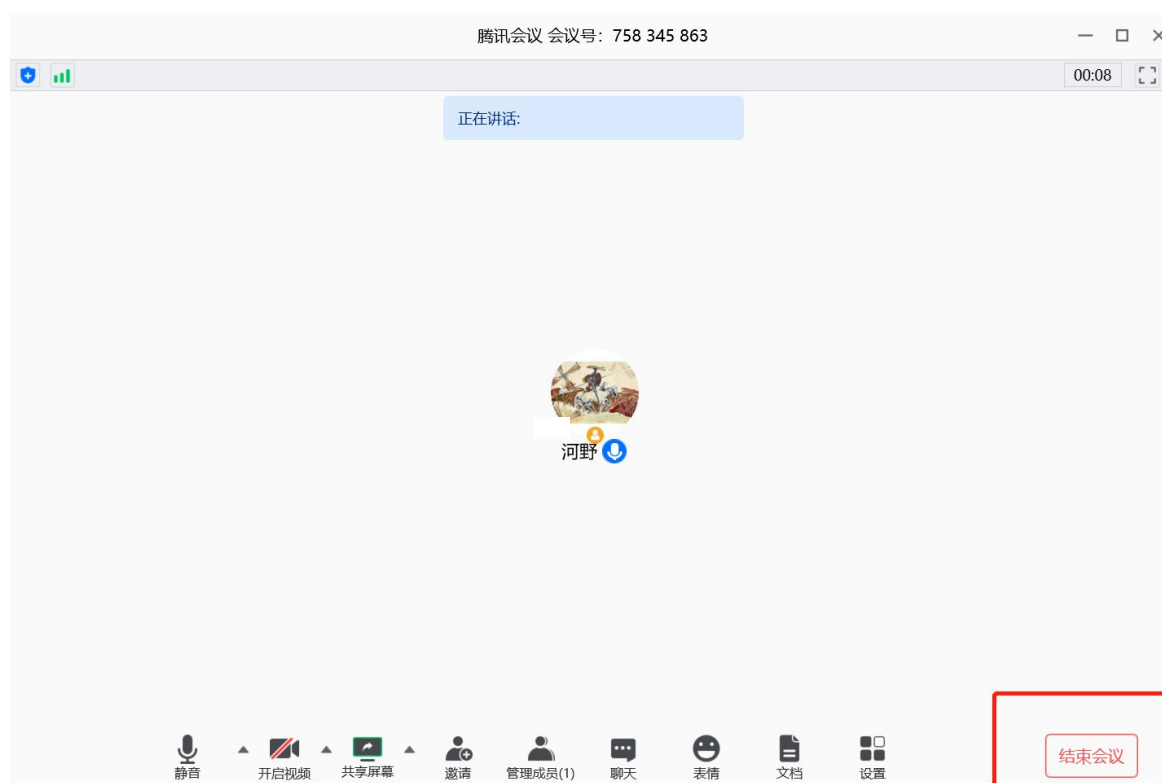 腾讯会议 会议号：758 345 863
00:08
正在讲话:
河野
静音
开启视频
共享屏幕
邀请
管理成员(1)
聊天
表情
文档
设置
结束会议